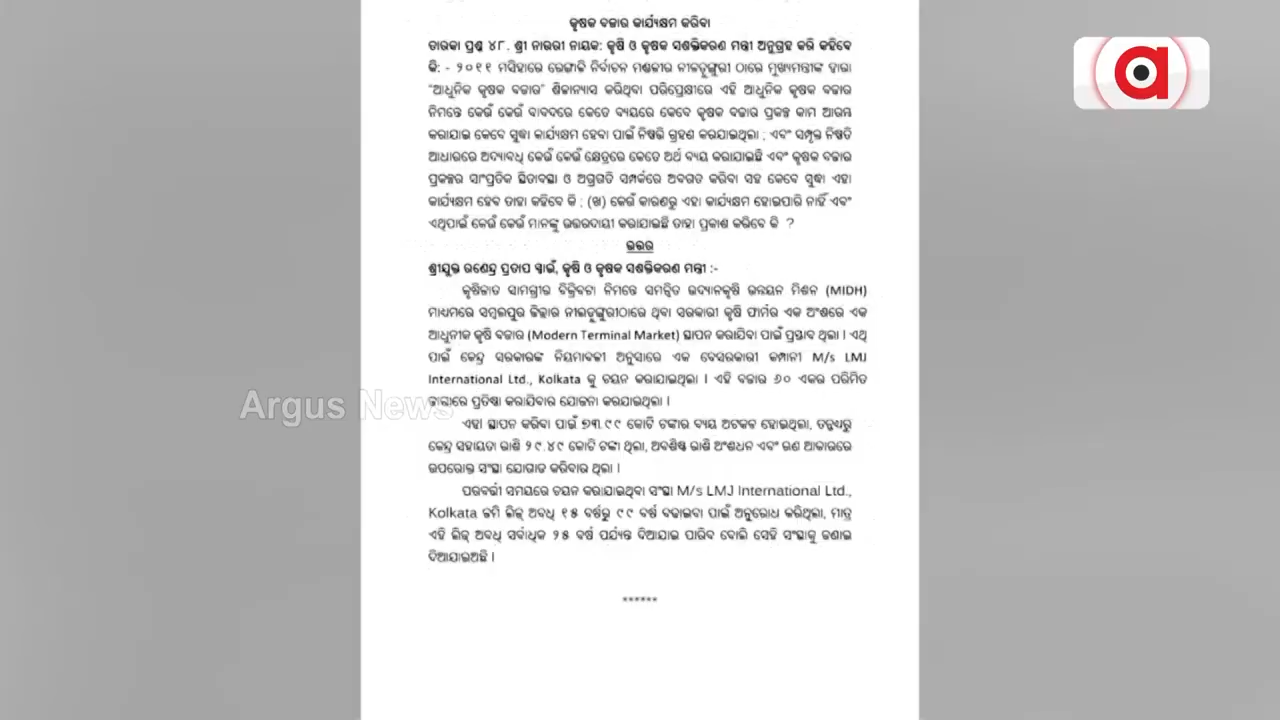 କୃଷକ ବଜାର କାର୍ଯ୍ୟକ୍ଷମ କରିବା
ତାରକା ପ୍ରଶ୍ନ ୪୮. ଶ୍ରୀ ନାଉରୀ ନାୟକ: କୃଷି ଓ କୃଷକ ସଶକ୍ତିକରଣ ମନ୍ତ୍ରୀ ଅନୁଗ୍ରହ କରି କହିବେ
କି: - ୨୦୧୧ ମସିହାରେ ରେଙ୍ଗାଳି ନିର୍ବାଚନ ମଣ୍ଡଳୀର ନୀଳଡୁଙ୍ଗୁରୀ ଠାରେ ମୁଖ୍ୟମନ୍ତ୍ରୀଙ୍କ ଦ୍ୱାରା
"ଆଧୁନିକ କୃଷକ ବଜାର" ଶିଳାନ୍ୟାସ କରିଥିବା ପରିପ୍ରେକ୍ଷୀରେ ଏହି ଆଧୁନିକ କୃଷକ ବଜାର
ନିମନ୍ତେ କେଉଁ କେଉଁ ବାବଦରେ କେତେ ବ୍ୟୟରେ କେବେ କୃଷକ ବଜାର ପ୍ରକଳ୍ପ କାମ ଆରମ୍ଭ
କରାଯାଇ କେବେ ସୁଦ୍ଧା କାର୍ଯ୍ୟକ୍ଷମ ହେବା ପାଇଁ ନିଷ୍ପତ୍ତି ଗ୍ରହଣ କରଯାଇଥିଲା ; ଏବଂ ସମ୍ପୃକ୍ତ ନିଷ୍ପତି
ଆଧାରରେ ଅଦ୍ୟାବଧି କେଉଁ କେଉଁ କ୍ଷେତ୍ରରେ କେତେ ଅର୍ଥ ବ୍ୟୟ କରାଯାଇଛି ଏବଂ କୃଷକ ବଜାର
ପ୍ରକଳ୍ପର ସାଂପ୍ରତିକ ସ୍ଥିତାବସ୍ଥା ଓ ଅଗ୍ରଗତି ସମ୍ପର୍କରେ ଅବଗତ କରିବା ସହ କେବେ ସୁଦ୍ଧା ଏହା
କାର୍ଯ୍ୟକ୍ଷମ ହେବ ତାହା କହିବେ କି ; (ଖ) କେଉଁ କାରଣରୁ ଏହା କାର୍ଯ୍ୟକ୍ଷମ ହୋଇପାରି ନାହିଁ ଏବଂ
ଏଥିପାଇଁ କେଉଁ କେଉଁ ମାନଙ୍କୁ ଉତ୍ତରଦାୟୀ କରାଯାଇଛି ତାହା ପ୍ରକାଶ କରିବେ କି ?
ଉତ୍ତର
ଶ୍ରୀଯୁକ୍ତ ରଣେନ୍ଦ୍ର ପ୍ରତାପ ସ୍ୱାଇଁ, କୃଷି ଓ କୃଷକ ସଶକ୍ତିକରଣ ମନ୍ତ୍ରୀ :-
କୃଷିଜାତ ସାମଗ୍ରୀର ବିକ୍ରିବଟା ନିମନ୍ତେ ସମନ୍ୱିତ ଉଦ୍ୟାନକୃଷି ଉନ୍ନୟନ ମିଶନ (MIDH)
ମାଧ୍ୟମରେ ସମ୍ବଲପୁର ଜିଲ୍ଲାର ନୀଳଡୁଙ୍ଗୁରୀଠାରେ ଥିବା ସରକାରୀ କୃଷି ଫାର୍ମର ଏକ ଅଂଶରେ ଏକ
ଆଧୁନୀକ କୃଷି ବଜାର (Modern Terminal Market) ସ୍ଥାପନ କରାଯିବା ପାଇଁ ପ୍ରସ୍ତାବ ଥିଲା । ଏଥି
ପାଇଁ କେନ୍ଦ୍ର ସରକାରଙ୍କ ନିୟମାବଳୀ ଅନୁସାରେ ଏକ ବେସରକାରୀ କମ୍ପାନୀ M/s LMJ
International Ltd., Kolkata କୁ ଚୟନ କରାଯାଇଥିଲା । ଏହି ବଜାର ୬୦ ଏକର ପରିମିତ
ଜାଗାରେ ପ୍ରତିଷ୍ଠା କରାଯିବାର ଯୋଜନା କରଯାଇଥିଲା ।
ଏହା ସ୍ଥାପନ କରିବା ପାଇଁ ୭୩.୯୯ କୋଟି ଟଙ୍କାର ବ୍ୟୟ ଅଟକଳ ହୋଇଥିଲା, ତନ୍ମଧ୍ୟରୁ
କେନ୍ଦ୍ର ସହାୟତା ରାଶି ୨୯.୪୯ କୋଟି ଟଙ୍କା ଥିଲା, ଅବଶିଷ୍ଟ ରାଶି ଅଂଶଧନ ଏବଂ ଋଣ ଆକାରରେ
ଉପରୋକ୍ତ ସଂସ୍ଥା ଯୋଗାଡ କରିବାର ଥିଲା ।
ପରବର୍ତ୍ତୀ ସମୟରେ ଚୟନ କରାଯାଇଥିବା ସଂସ୍ଥା M/s LMJ International Ltd.,
Kolkata ଜମି ଲିଜ୍ ଅବଧି ୧୫ ବର୍ଷରୁ ୯୯ ବର୍ଷ ବଢାଇବା ପାଇଁ ଅନୁରୋଧ କରିଥିଲା, ମାତ୍ର
ଏହି ଲିଜ୍ ଅବଧି ସର୍ବାଧିକ ୨୫ ବର୍ଷ ପର୍ଯ୍ୟନ୍ତ ଦିଆଯାଇ ପାରିବ ବୋଲି ସେହି ସଂସ୍ଥାକୁ ଜଣାଇ
ଦିଆଯାଇଅଛି ।
******
Argus News
a